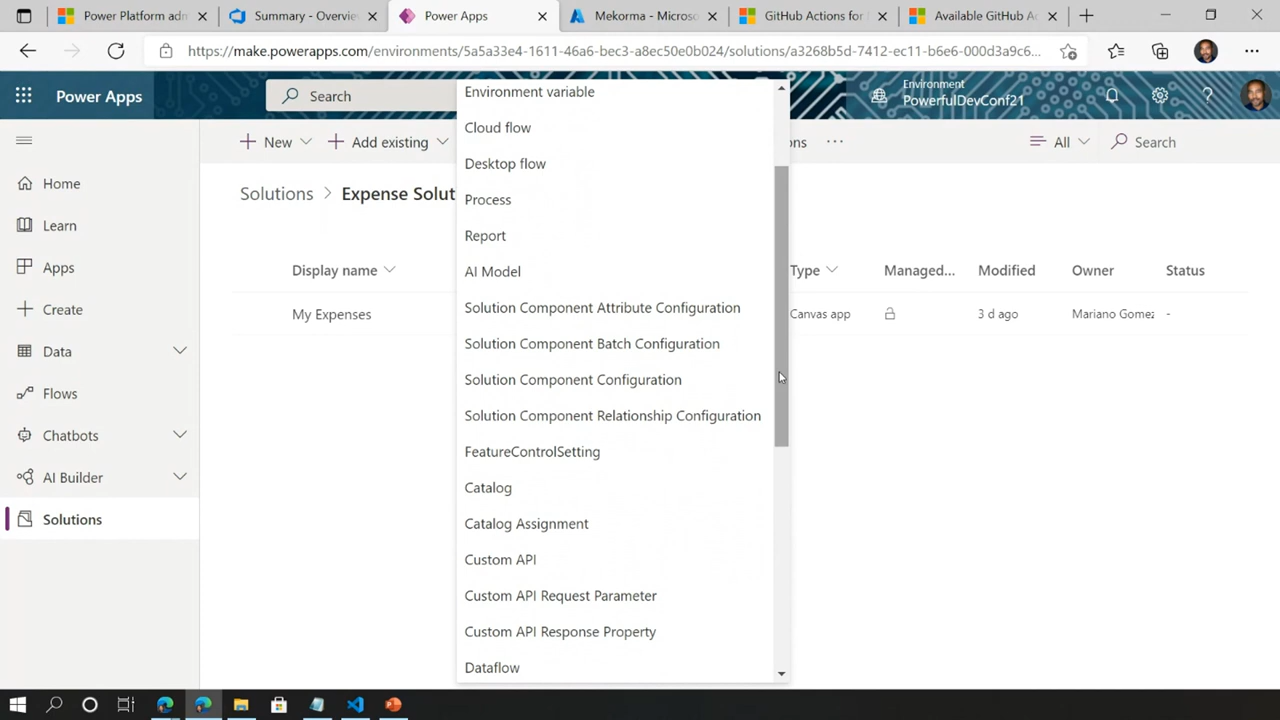 Power Platform adm
Summary - Overvie
Power Apps
Mekorma - Microso
GitHub Actions for
Available GitHub Ac
https://make.powerapps.com/environments/5a5a33e4-1611-46a6-bec3-a8ec50e0b024/solutions/a3268b5d-7412-ec11-b6e6-000d3a9c6...
Power Apps
Search
Environment
PowerfulDevConf21
New
Add existing
ons
All
Search
Home
Learn
Apps
Create
Data
Flows
Chatbots
AI Builder
Solutions
Solutions > Expense Solut
Display name
Type
Managed...
Modified
Owner
Status
My Expenses
Canvas app
3 d ago
Mariano Gomez
-
Environment variable
Cloud flow
Desktop flow
Process
Report
AI Model
Solution Component Attribute Configuration
Solution Component Batch Configuration
Solution Component Configuration
Solution Component Relationship Configuration
FeatureControlSetting
Catalog
Catalog Assignment
Custom API
Custom API Request Parameter
Custom API Response Property
Dataflow